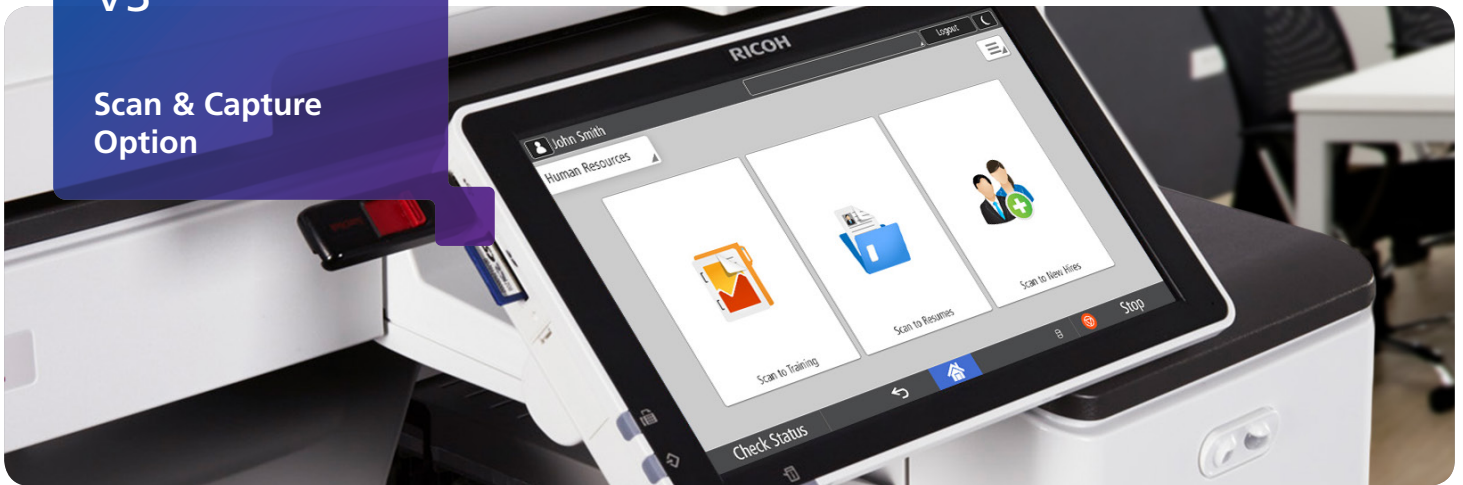 V3
Scan & Capture
Option
RICOH
Logout
John Smith
Human Resources
Scan to Training
Scan to Resumes
Scan to New Hires
Check Status
Stop